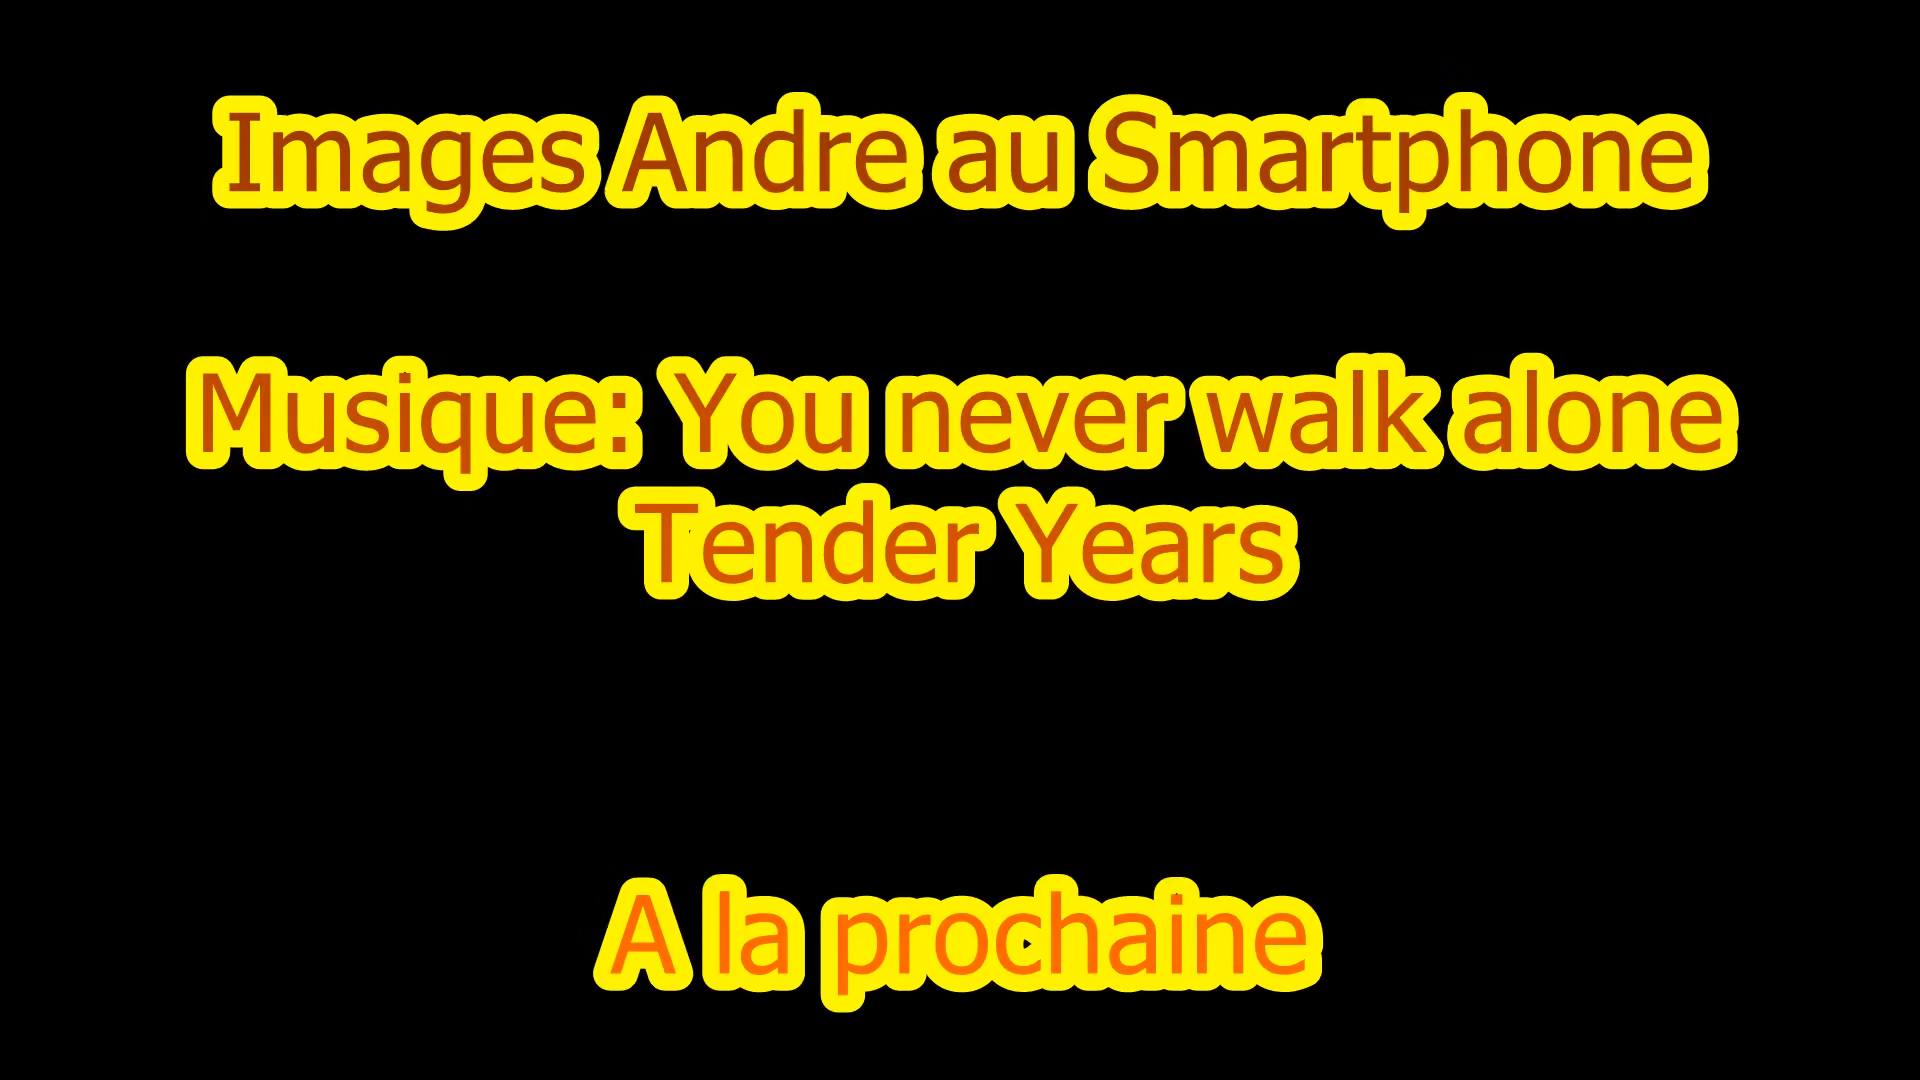 Images Andre au Smartphone
Musique: You never walk alone
Tender Years
A la prochaine